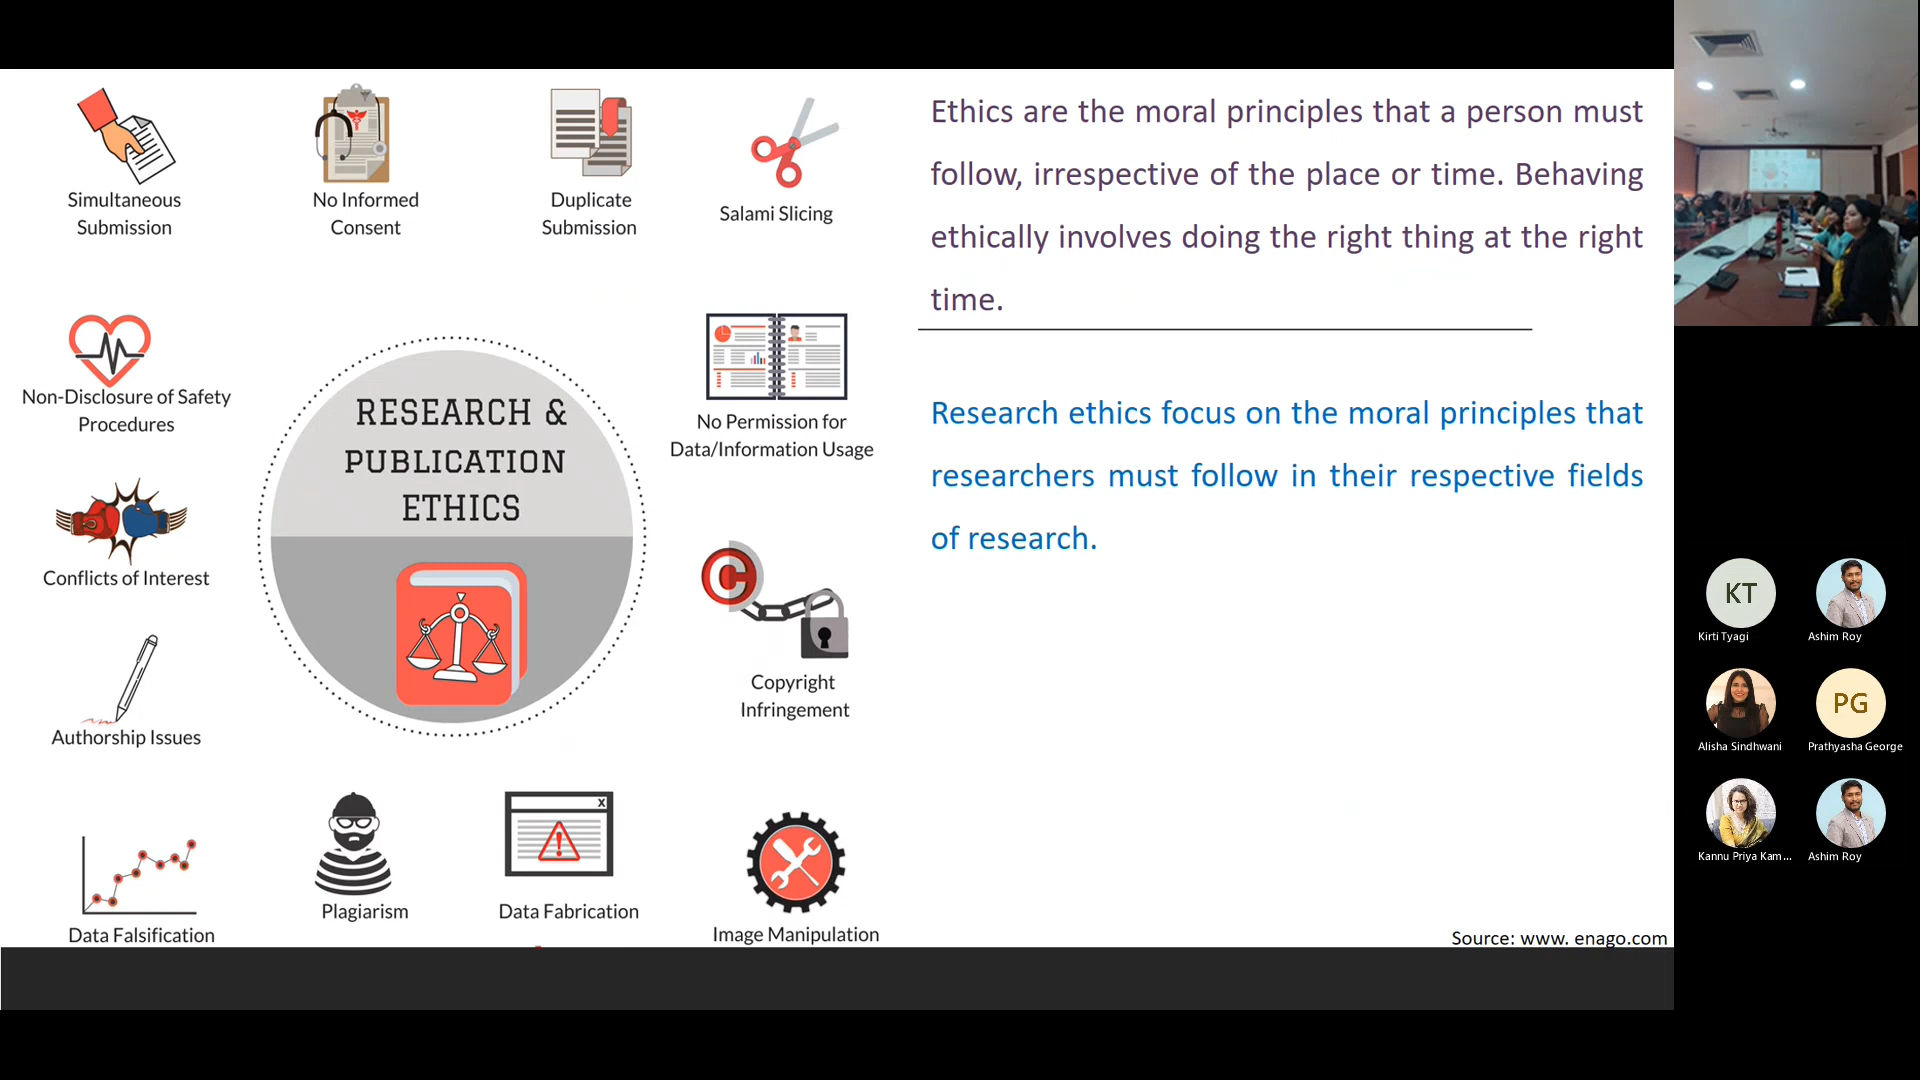 Simultaneous
Submission
No Informed
Consent
Duplicate
Submission
Salami Slicing
Non-Disclosure of Safety
Procedures
No Permission for
Data/Information Usage
RESEARCH &
PUBLICATION
ETHICS
Conflicts of Interest
C
Copyright
Infringement
Authorship Issues
X
Data Falsification
Plagiarism
Data Fabrication
Image Manipulation
Ethics are the moral principles that a person must
follow, irrespective of the place or time. Behaving
ethically involves doing the right thing at the right
time.
Research ethics focus on the moral principles that
researchers must follow in their respective fields
of research.
Source: www. enago.com
KT
Kirti Tyagi
Ashim Roy
Alisha Sindhwani
PG
Prathyasha George
Kannu Priya Kam...
Ashim Roy